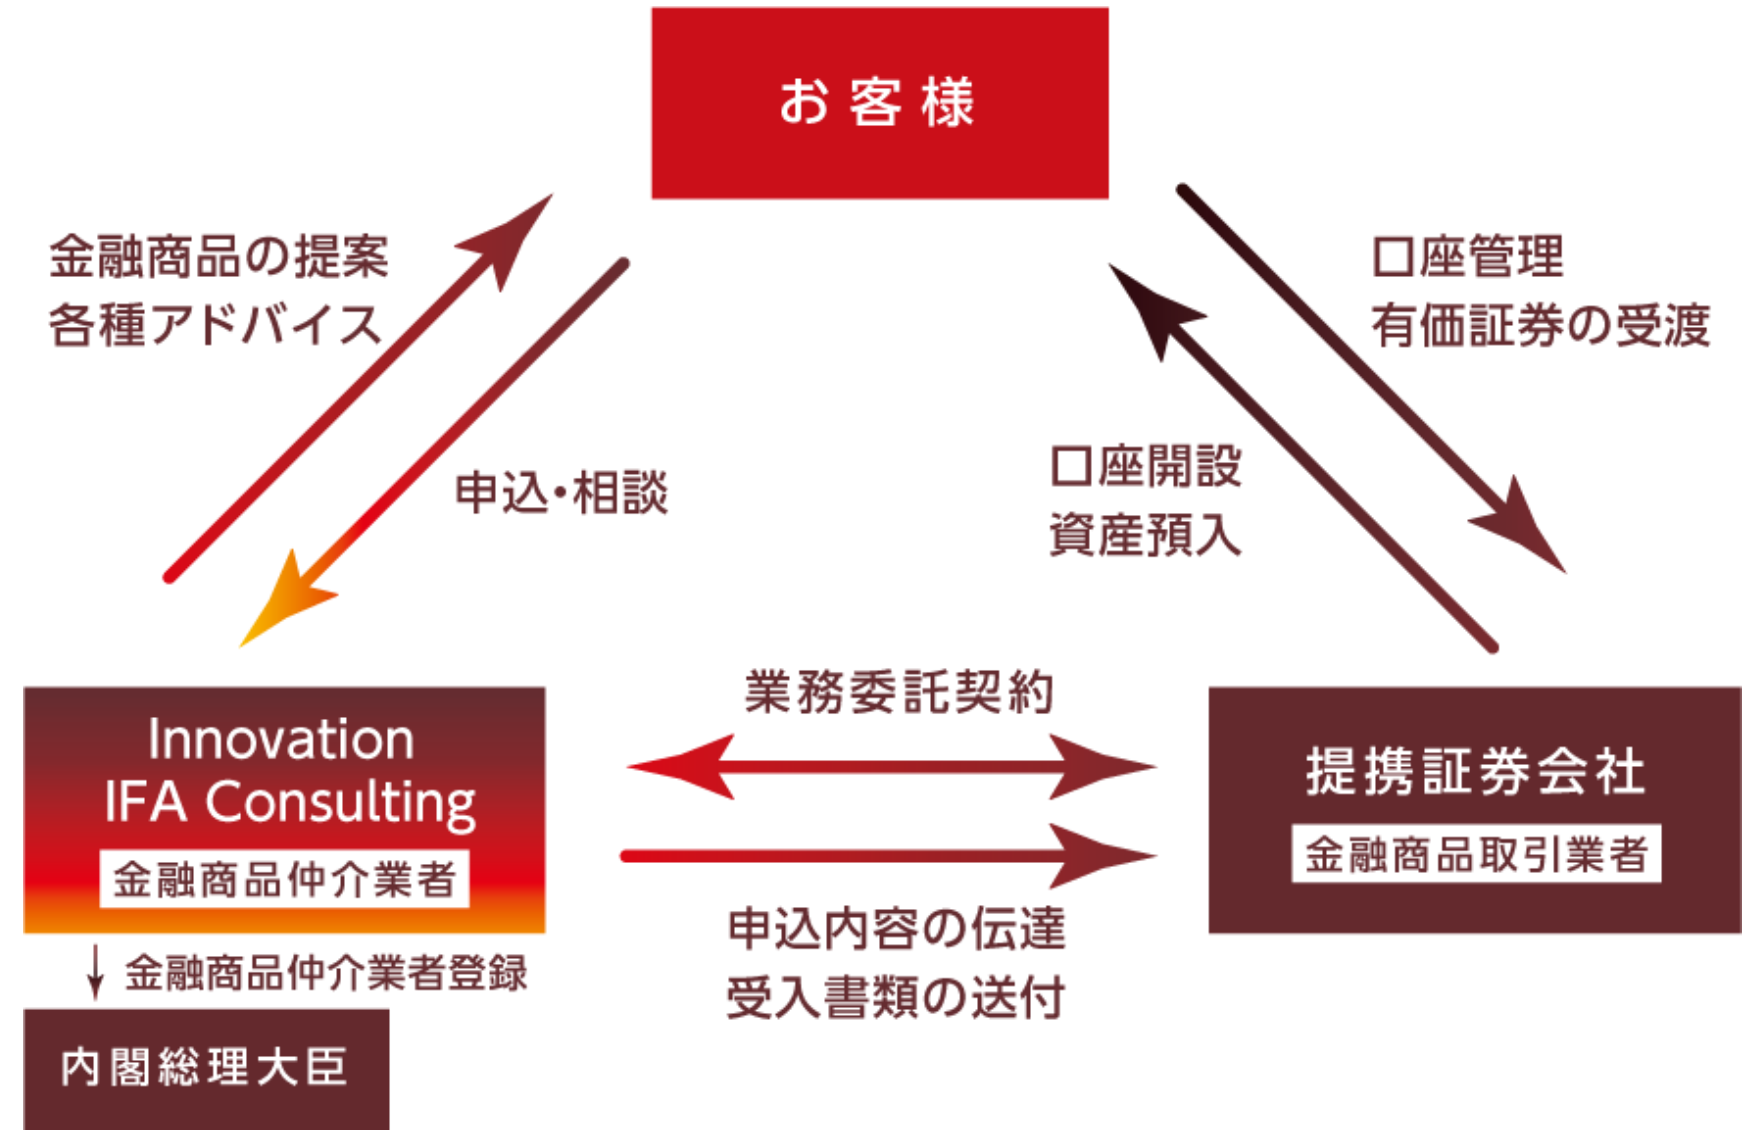 お客様
金融商品の提案
各種アドバイス
口座管理
有価証券の受渡
申込・相談
口座開設
資産預入
Innovation
IFA Consulting
金融商品仲介業者
業務委託契約
提携証券会社
金融商品取引業者
申込内容の伝達
受入書類の送付
金融商品仲介業者登録
内閣総理大臣